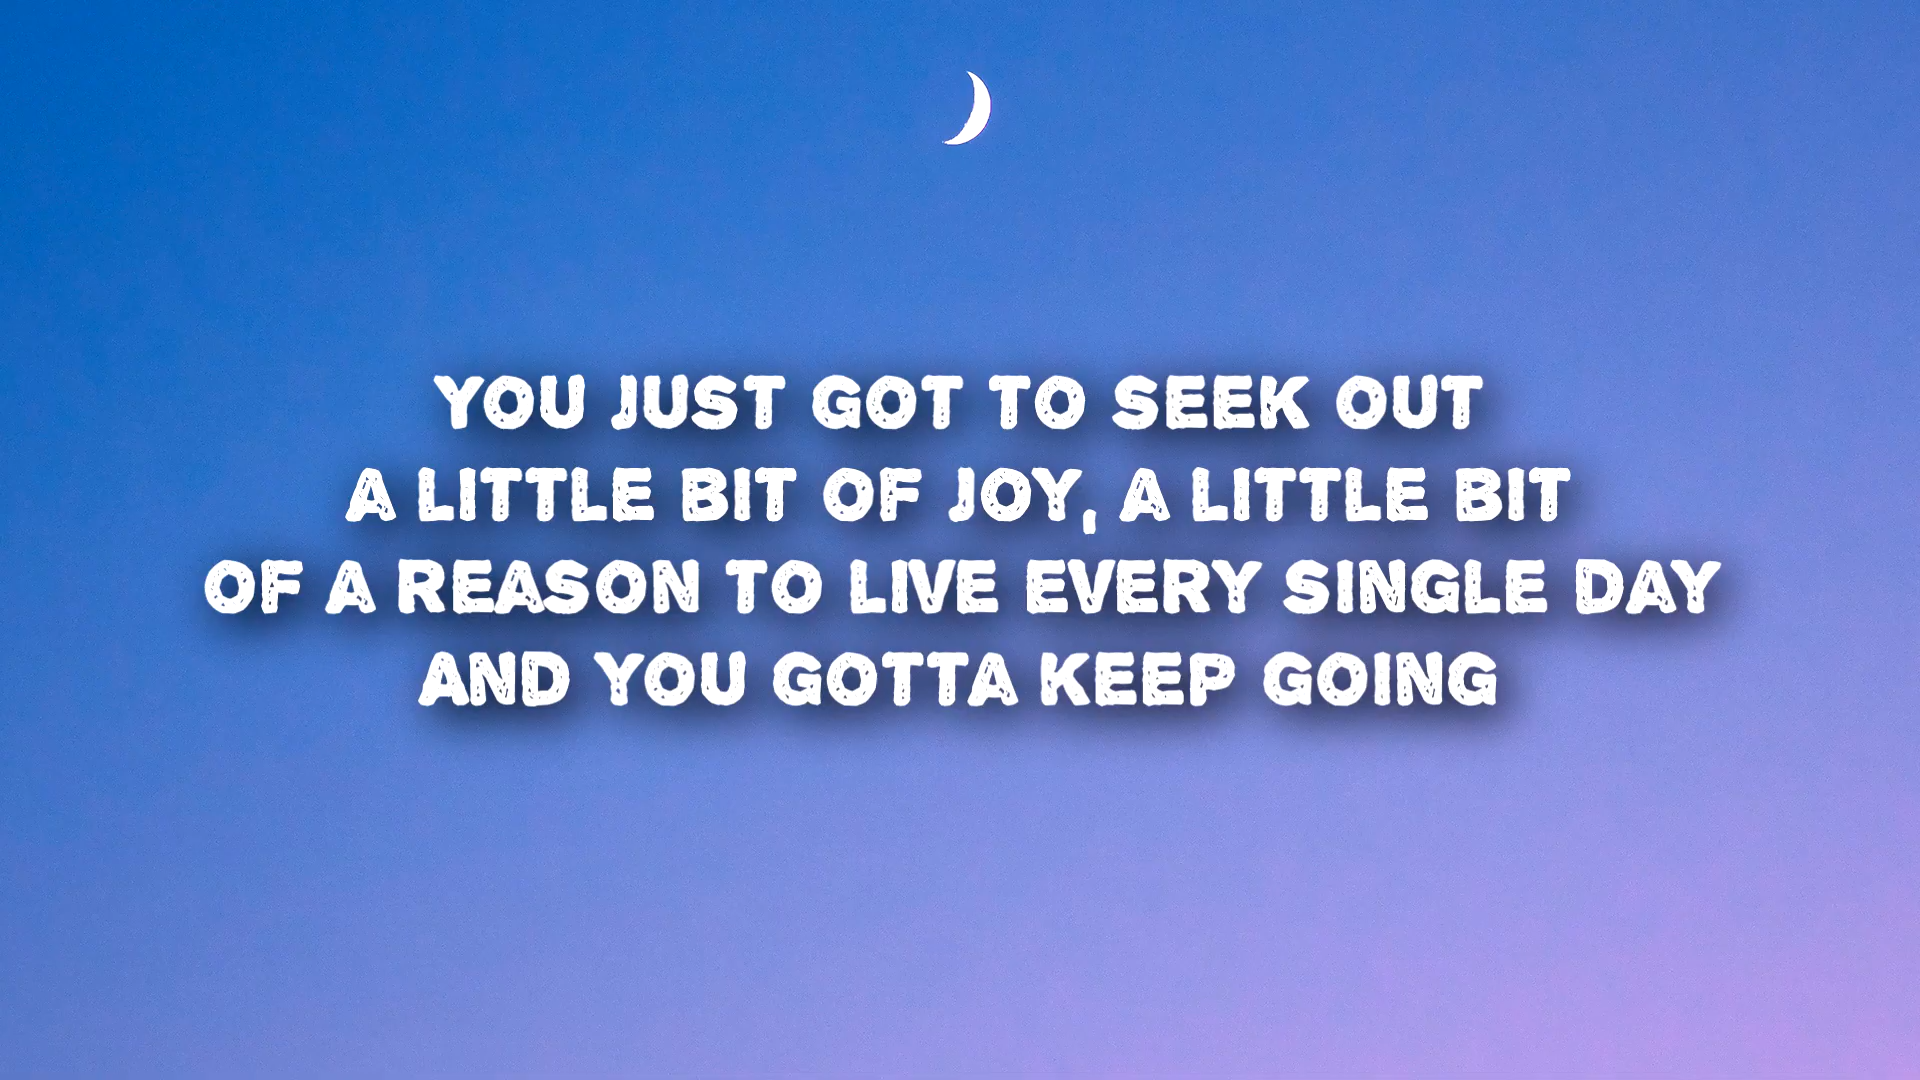 YOU JUST GOT TO SEEK OUT
A LITTLE BIT OF JOY, A LITTLE BIT
OF A REASON TO LIVE EVERY SINGLE DAY
AND YOU GOTTA KEEP GOING